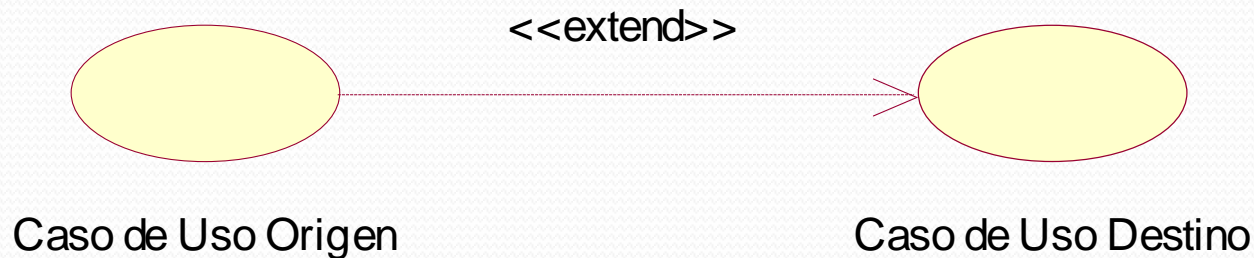 <<extend>>
Caso de Uso Origen
Caso de Uso Destino